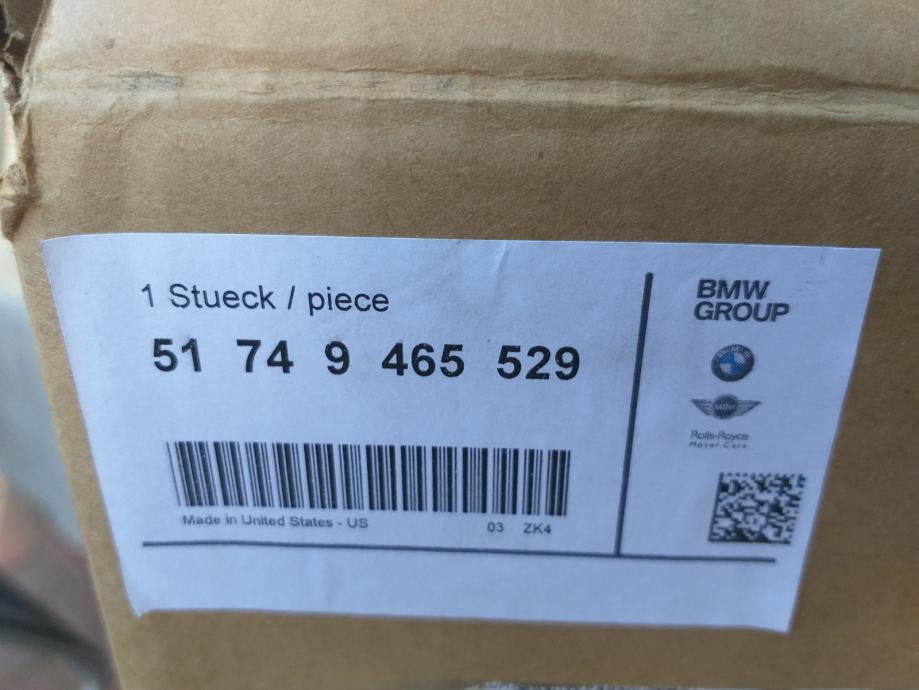 1 Stueck / piece
51 74 9 465 529
Made in United States - US
03 ZK4
BMW
GROUP
MINI
Rolls-Royce
Motor Cars